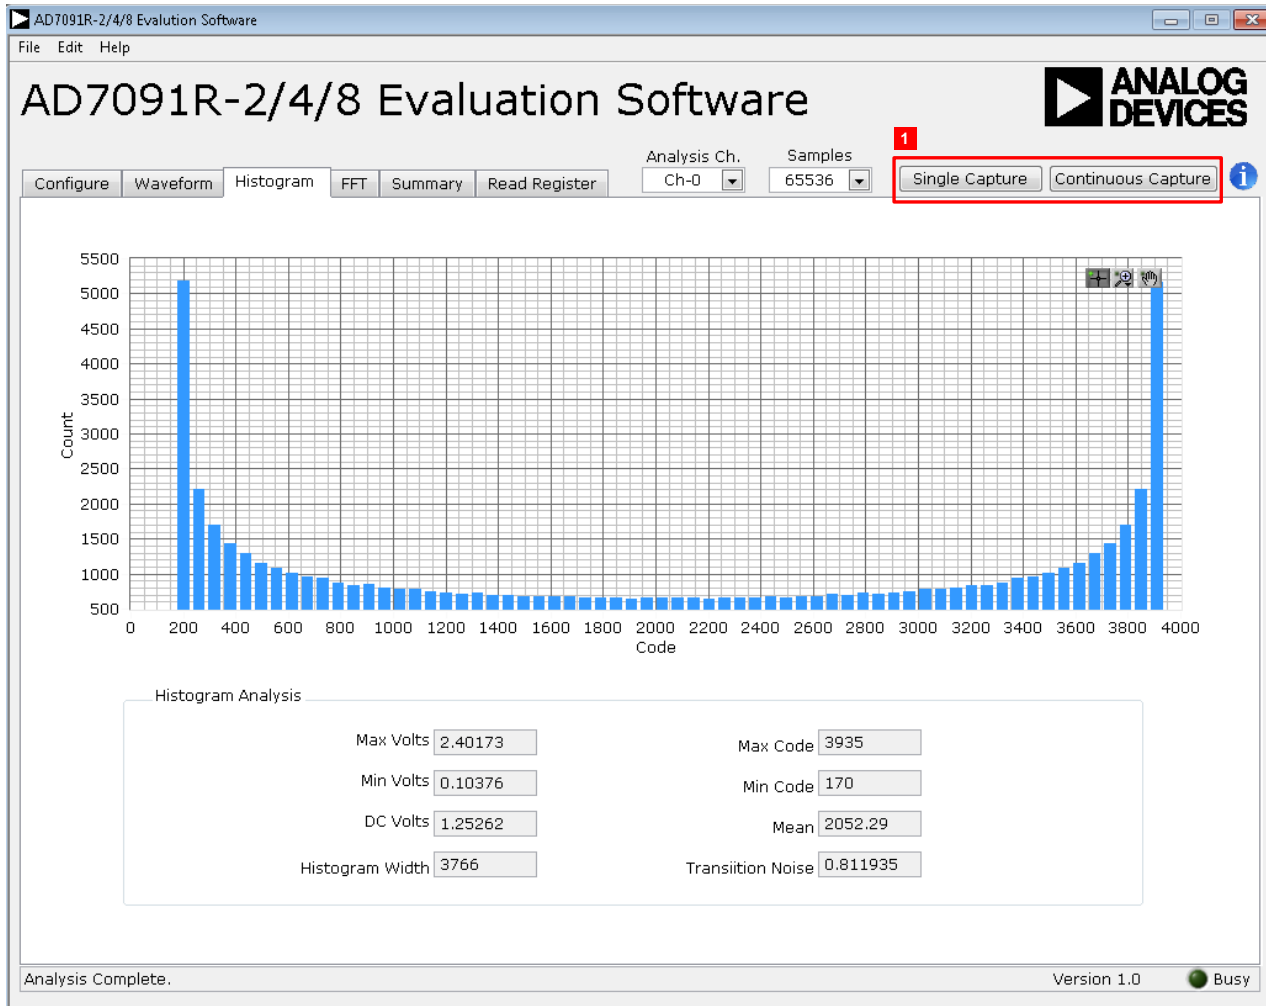 AD7091R-2/4/8 Evalution Software
File Edit Help
AD7091R-2/4/8 Evaluation Software
ANALOG
DEVICES
1
Analysis Ch. Samples
Configure Waveform Histogram FFT Summary Read Register Ch-0 65536 Single Capture Continuous Capture i
5500
5000
4500
4000
3500
3000
2500
2000
1500
1000
500
Count
0 200 400 600 800 1000 1200 1400 1600 1800 2000 2200 2400 2600 2800 3000 3200 3400 3600 3800 4000
Code
Histogram Analysis
Max Volts 2.40173 Max Code 3935
Min Volts 0.10376 Min Code 170
DC Volts 1.25262 Mean 2052.29
Histogram Width 3766 Transiition Noise 0.811935
Analysis Complete. Version 1.0 Busy